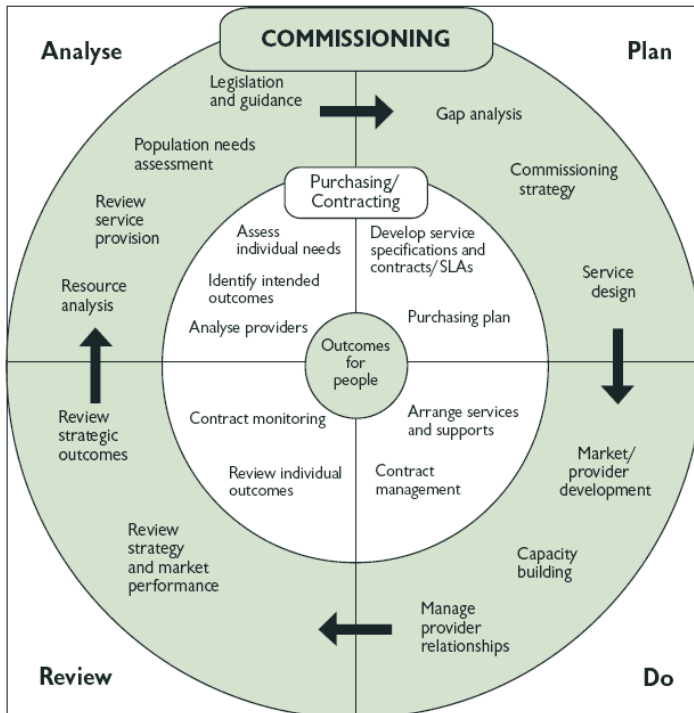 COMMISSIONING
Analyse
Plan
Legislation
and guidance
Gap analysis
Population needs
assessment
Commissioning
strategy
Review
service
provision
Resource
analysis
Service
design
Purchasing/
Contracting
Assess
individual needs
Develop service
specifications and
contracts/SLAs
Identify intended
outcomes
Analyse providers
Purchasing plan
Outcomes
for
people
Contract monitoring
Arrange services
and supports
Review individual
outcomes
Contract
management
Review
strategic
outcomes
Market/
provider
development
Review
strategy
and market
performance
Capacity
building
Manage
provider
relationships
Review
Do